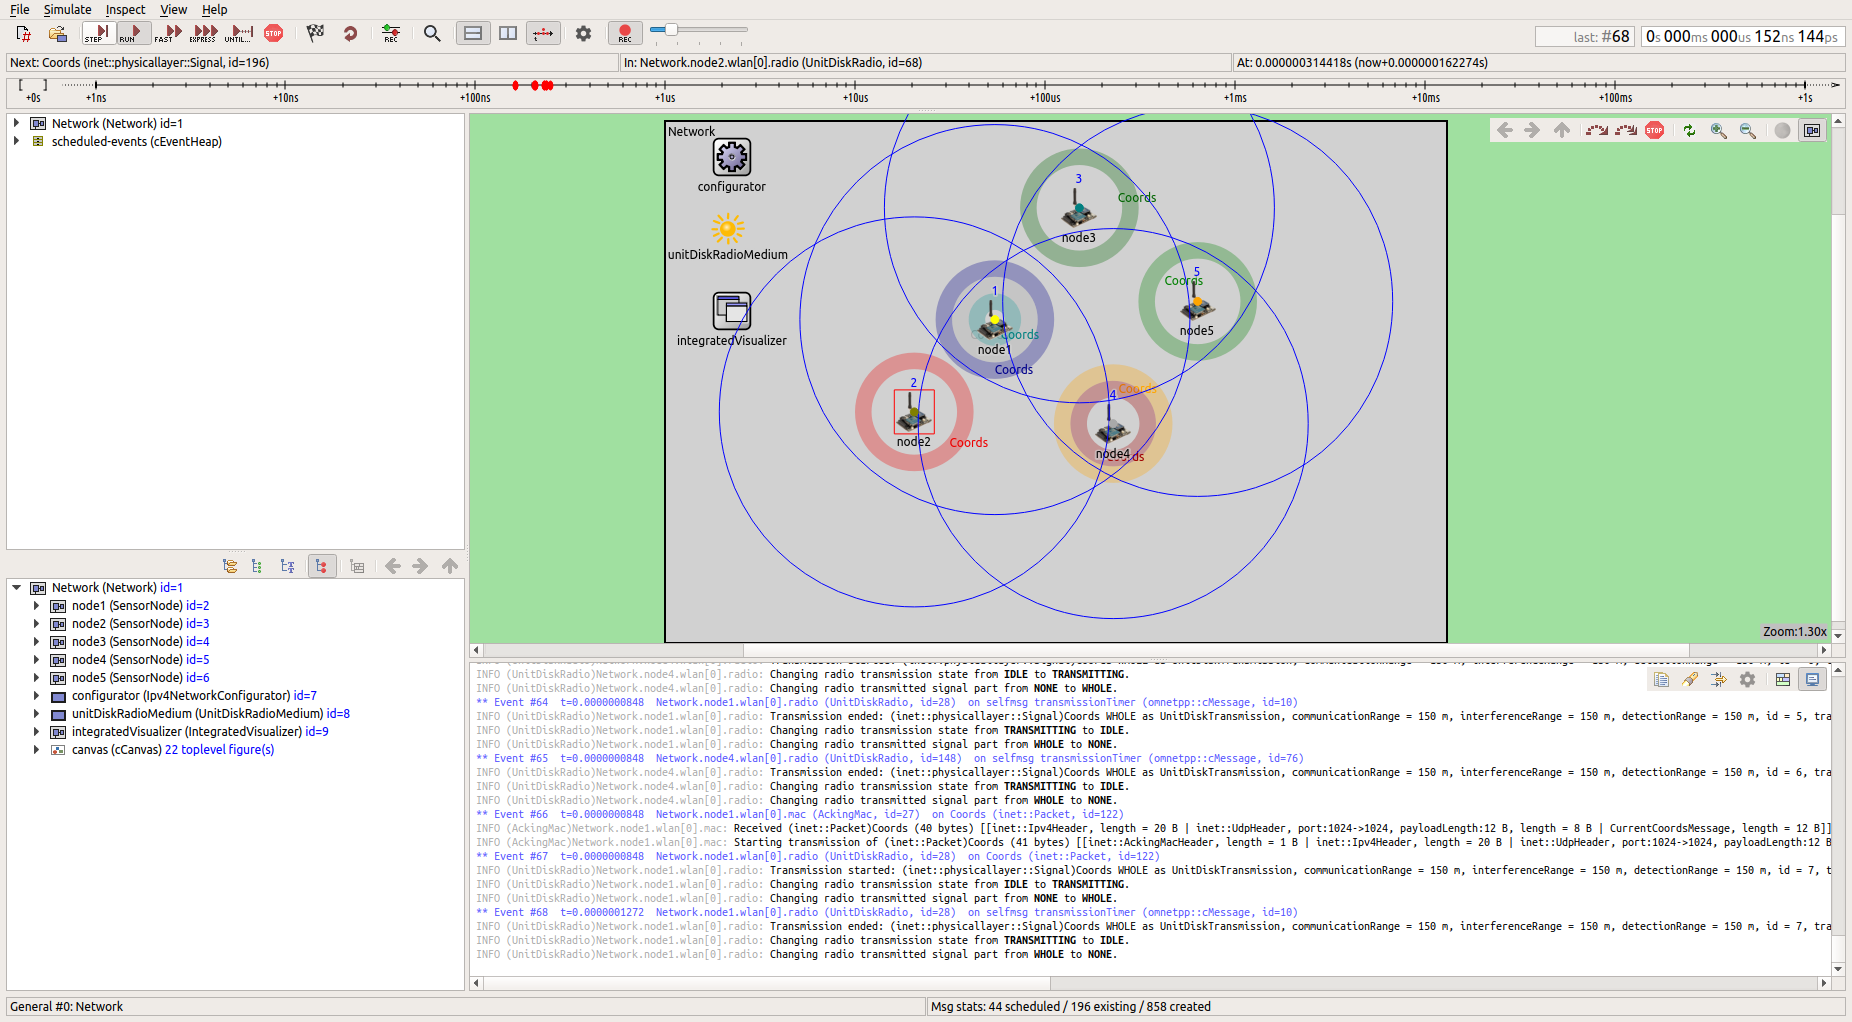 File Simulate Inspect View Help
STEP RUN FAST EXPRESS UNTIL... STOP REC REC
last: #68 0s 000ms 000us 152ns 144ps
Next: Coords (inet::physicallayer::Signal, id=196) In: Network.node2.wlan[0].radio (UnitDiskRadio, id=68) At: 0.000000314418s (now+0.000000162274s)
+0s +1ns +10ns +100ns +1us +10us +100us +1ms +10ms +100ms +1s
Network (Network) id=1
scheduled-events (cEventHeap)
Network (Network) id=1
node1 (SensorNode) id=2
node2 (SensorNode) id=3
node3 (SensorNode) id=4
node4 (SensorNode) id=5
node5 (SensorNode) id=6
configurator (Ipv4NetworkConfigurator) id=7
unitDiskRadioMedium (UnitDiskRadioMedium) id=8
integratedVisualizer (IntegratedVisualizer) id=9
canvas (cCanvas) 22 toplevel figure(s)
Network
STOP
configurator
unitDiskRadioMedium
integratedVisualizer
3
Coords
node3
5
Coords
node5
1
Coords
node1
Coords
2
node2
Coords
Coords
4
node4
Zoom:1.30x
INFO (UnitDiskRadio)Network.node4.wlan[0].radio: Changing radio transmission state from IDLE to TRANSMITTING.
INFO (UnitDiskRadio)Network.node4.wlan[0].radio: Changing radio transmitted signal part from NONE to WHOLE.
** Event #64 t=0.0000000848 Network.node1.wlan[0].radio (UnitDiskRadio, id=28) on selfmsg transmissionTimer (omnetpp::cMessage, id=10)
INFO (UnitDiskRadio)Network.node1.wlan[0].radio: Transmission ended: (inet::physicallayer::Signal)Coords WHOLE as UnitDiskTransmission, communicationRange = 150 m, interferenceRange = 150 m, detectionRange = 150 m, id = 5, tra
INFO (UnitDiskRadio)Network.node1.wlan[0].radio: Changing radio transmission state from TRANSMITTING to IDLE.
INFO (UnitDiskRadio)Network.node1.wlan[0].radio: Changing radio transmitted signal part from WHOLE to NONE.
** Event #65 t=0.0000000848 Network.node4.wlan[0].radio (UnitDiskRadio, id=148) on selfmsg transmissionTimer (omnetpp::cMessage, id=76)
INFO (UnitDiskRadio)Network.node4.wlan[0].radio: Transmission ended: (inet::physicallayer::Signal)Coords WHOLE as UnitDiskTransmission, communicationRange = 150 m, interferenceRange = 150 m, detectionRange = 150 m, id = 6, tra
INFO (UnitDiskRadio)Network.node4.wlan[0].radio: Changing radio transmission state from TRANSMITTING to IDLE.
INFO (UnitDiskRadio)Network.node4.wlan[0].radio: Changing radio transmitted signal part from WHOLE to NONE.
** Event #66 t=0.0000000848 Network.node1.wlan[0].mac (AckingMac, id=27) on Coords (inet::Packet, id=122)
INFO (AckingMac)Network.node1.wlan[0].mac: Received (inet::Packet)Coords (40 bytes) [[inet::Ipv4Header, length = 20 B | inet::UdpHeader, port:1024->1024, payloadLength:12 B, length = 8 B | CurrentCoordsMessage, length = 12 B]]
INFO (AckingMac)Network.node1.wlan[0].mac: Starting transmission of (inet::Packet)Coords (41 bytes) [[inet::AckingMacHeader, length = 1 B | inet::Ipv4Header, length = 20 B | inet::UdpHeader, port:1024->1024, payloadLength:12 B
** Event #67 t=0.0000000848 Network.node1.wlan[0].radio (UnitDiskRadio, id=28) on Coords (inet::Packet, id=122)
INFO (UnitDiskRadio)Network.node1.wlan[0].radio: Transmission started: (inet::physicallayer::Signal)Coords WHOLE as UnitDiskTransmission, communicationRange = 150 m, interferenceRange = 150 m, detectionRange = 150 m, id = 7, t
INFO (UnitDiskRadio)Network.node1.wlan[0].radio: Changing radio transmission state from IDLE to TRANSMITTING.
INFO (UnitDiskRadio)Network.node1.wlan[0].radio: Changing radio transmitted signal part from NONE to WHOLE.
** Event #68 t=0.0000001272 Network.node1.wlan[0].radio (UnitDiskRadio, id=28) on selfmsg transmissionTimer (omnetpp::cMessage, id=10)
INFO (UnitDiskRadio)Network.node1.wlan[0].radio: Transmission ended: (inet::physicallayer::Signal)Coords WHOLE as UnitDiskTransmission, communicationRange = 150 m, interferenceRange = 150 m, detectionRange = 150 m, id = 7, tra
INFO (UnitDiskRadio)Network.node1.wlan[0].radio: Changing radio transmission state from TRANSMITTING to IDLE.
INFO (UnitDiskRadio)Network.node1.wlan[0].radio: Changing radio transmitted signal part from WHOLE to NONE.
General #0: Network Msg stats: 44 scheduled / 196 existing / 858 created